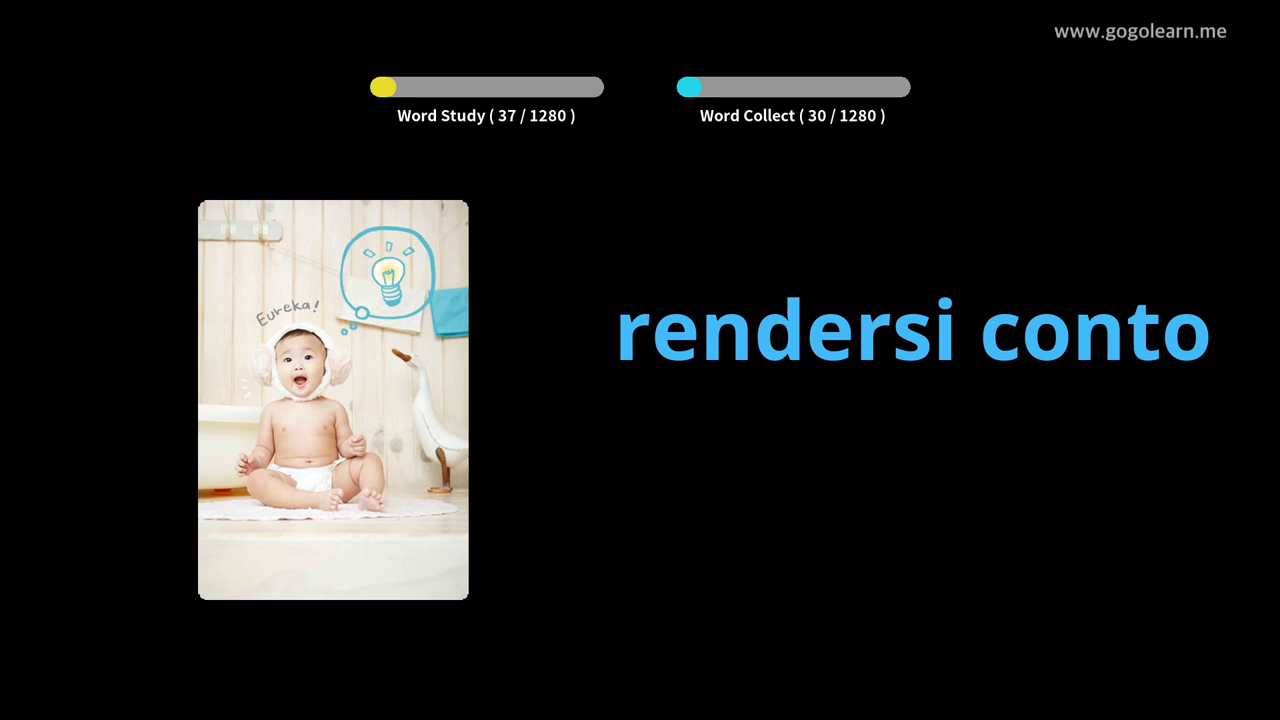 www.gogolearn.me
Word Study ( 37 / 1280 )
Word Collect ( 30 / 1280 )
Eureka!
rendersi conto